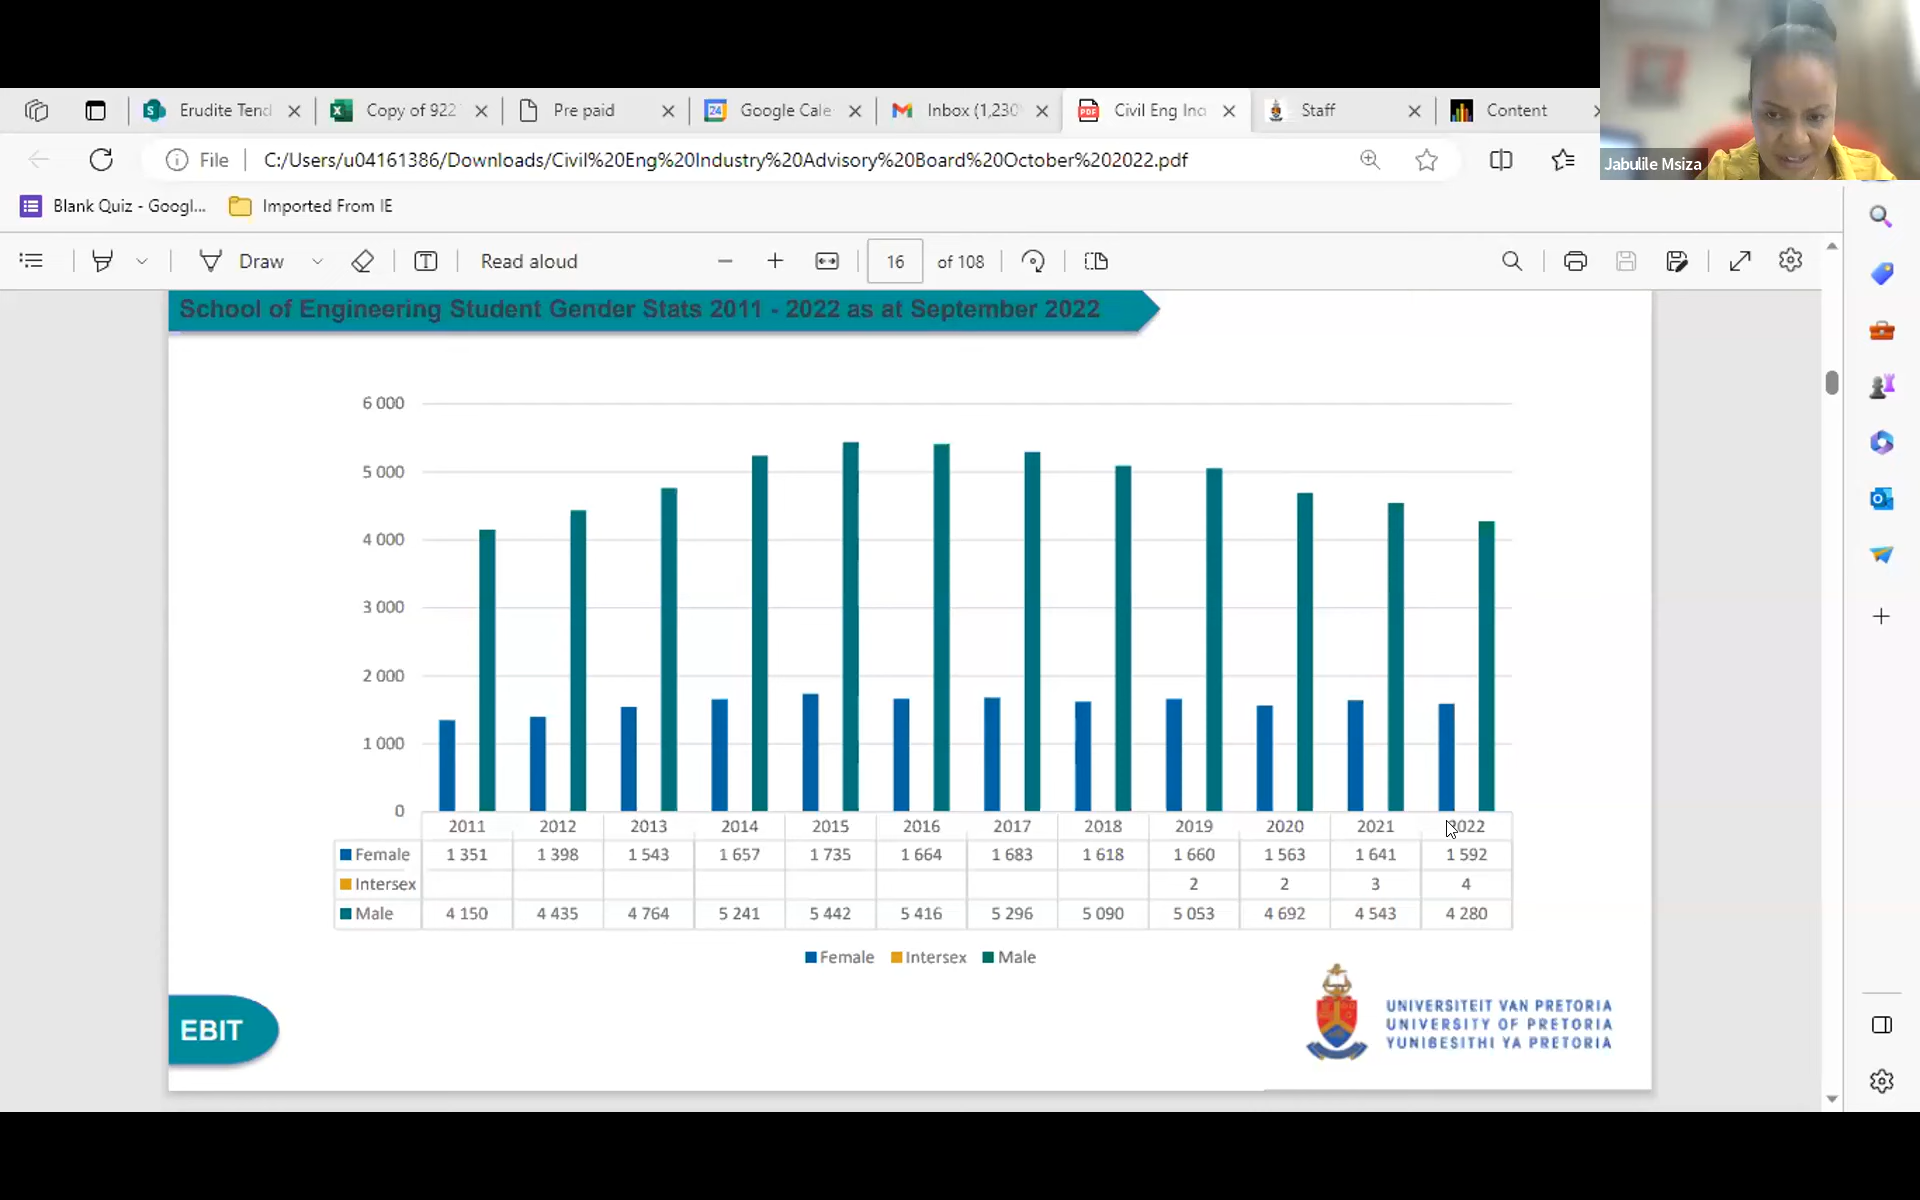 Erudite Tend
Copy of 922
Pre paid
24
Google Cale
Inbox (1,230
PDF
Civil Eng Ind
Staff
Content
Jabulile Msiza
File
C:/Users/u04161386/Downloads/Civil%20Eng%20Industry%20Advisory%20Board%20October%202022.pdf
Blank Quiz - Googl...
Imported From IE
Draw
Read aloud
16
of 108
School of Engineering Student Gender Stats 2011 - 2022 as at September 2022
6 000
5 000
4 000
3 000
2 000
1 000
0
2011 2012 2013 2014 2015 2016 2017 2018 2019 2020 2021 2022
Female 1 351 1 398 1 543 1 657 1 735 1 664 1 683 1 618 1 660 1 563 1 641 1 592
Intersex 2 2 3 4
Male 4 150 4 435 4 764 5 241 5 442 5 416 5 296 5 090 5 053 4 692 4 543 4 280
Female Intersex Male
EBIT
UNIVERSITEIT VAN PRETORIA
UNIVERSITY OF PRETORIA
YUNIBESITHI YA PRETORIA